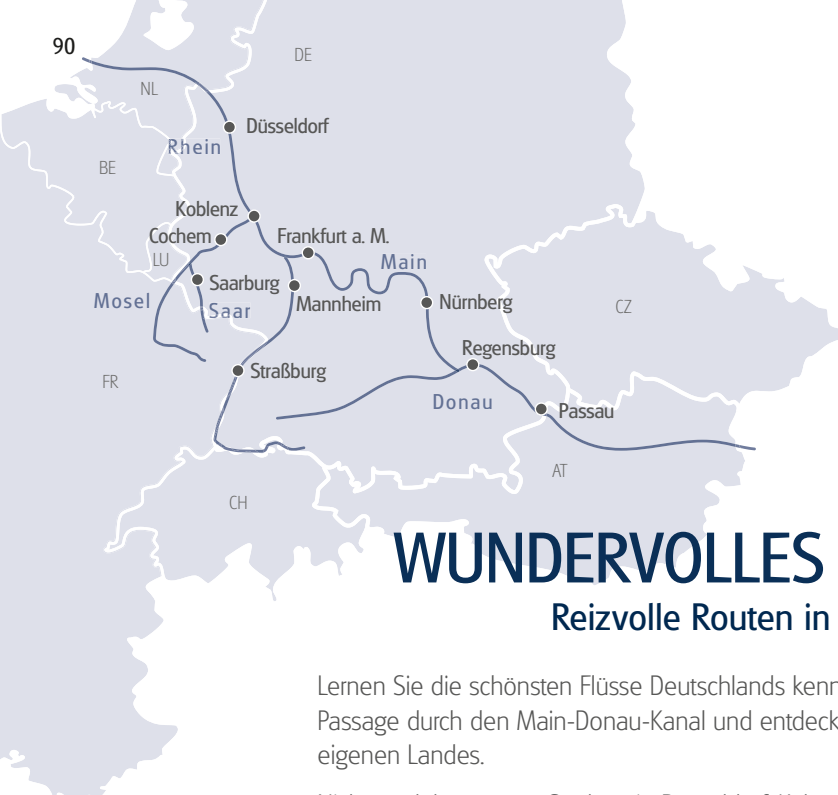 90
DE
NL
Düsseldorf
Rhein
BE
Koblenz
Cochem
Frankfurt a. M.
LU
Main
Saarburg
Mosel
Saar
Mannheim
Nürnberg
CZ
Regensburg
Straßburg
FR
Donau
Passau
AT
CH
WUNDERVOLLES
Reizvolle Routen in
Lernen Sie die schönsten Flüsse Deutschlands kenn
Passage durch den Main-Donau-Kanal und entdeck
eigenen Landes.